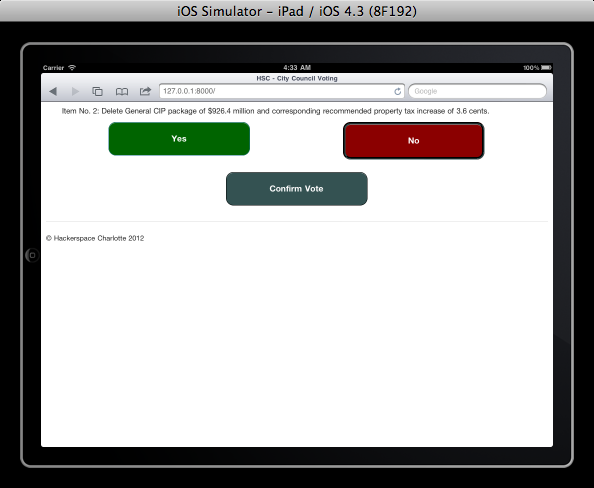 iOS Simulator - iPad / iOS 4.3 (8F192)
Carrier 4:33 AM 100%
HSC - City Council Voting
127.0.0.1:8000/ Google
Item No. 2: Delete General CIP package of $926.4 million and corresponding recommended property tax increase of 3.6 cents.
Yes No
Confirm Vote
© Hackerspace Charlotte 2012